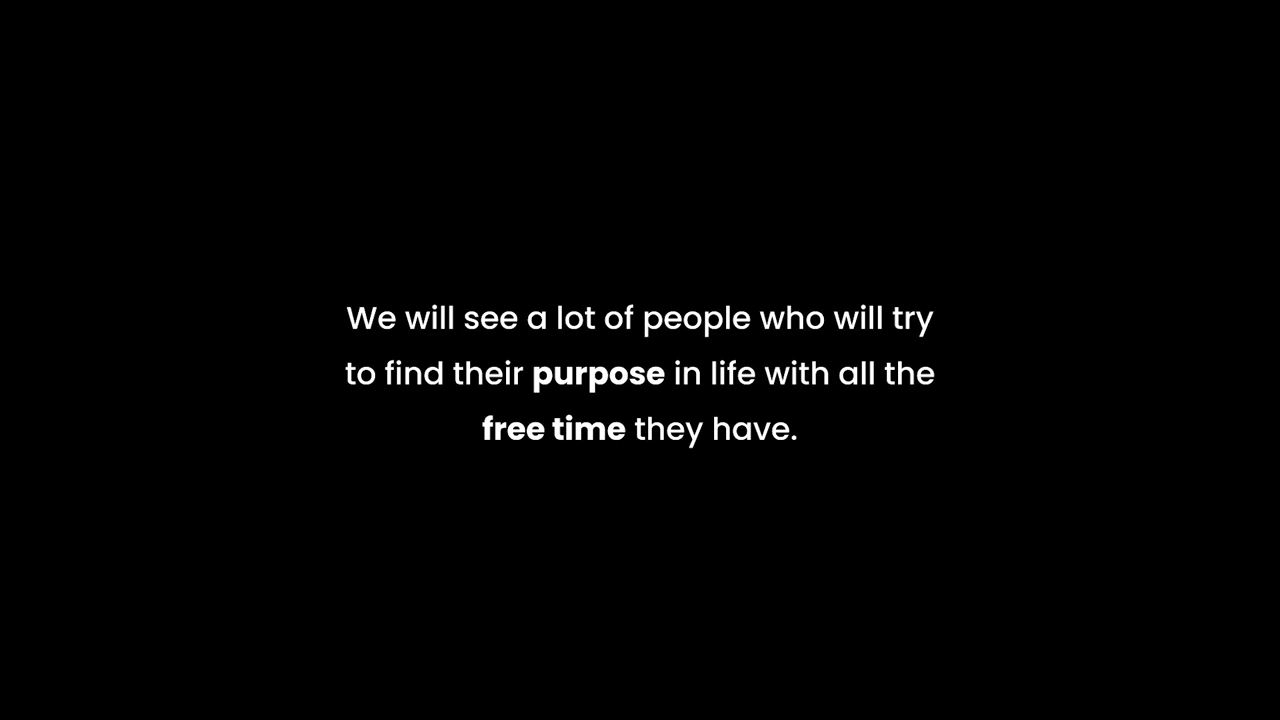 We will see a lot of people who will try
to find their purpose in life with all the
free time they have.